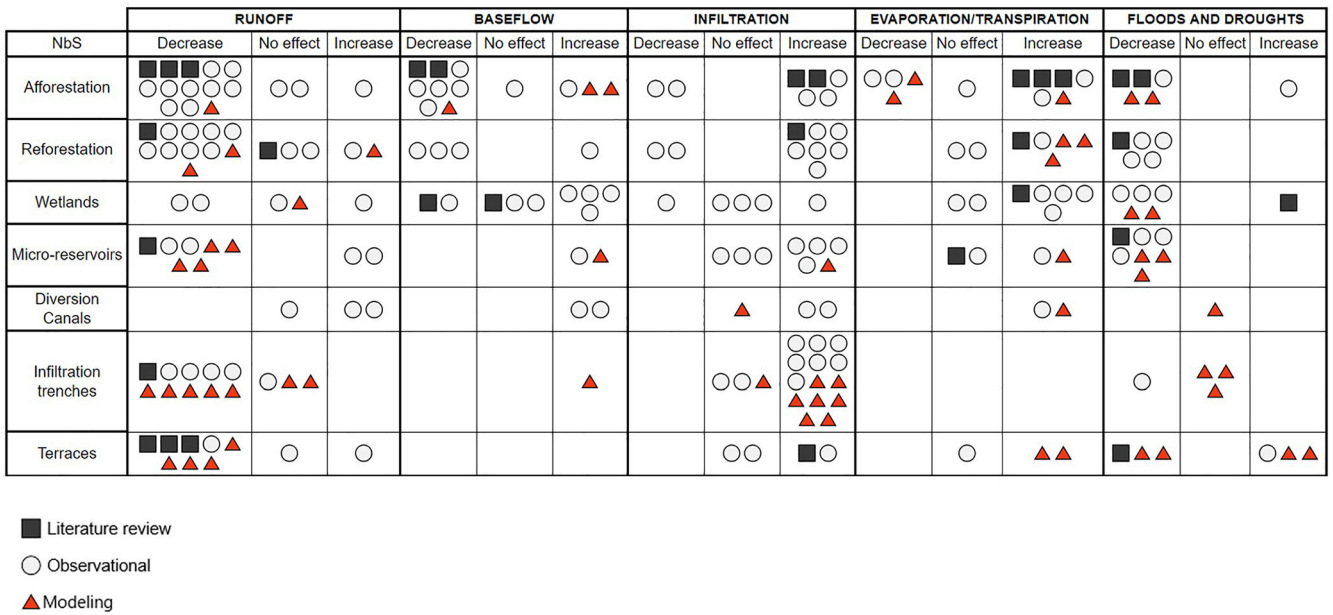 RUNOFF BASEFLOW INFILTRATION EVAPORATION/TRANSPIRATION FLOODS AND DROUGHTS
NbS Decrease No effect Increase Decrease No effect Increase Decrease No effect Increase Decrease No effect Increase Decrease No effect Increase
Afforestation
Reforestation
Wetlands
Micro-reservoirs
Diversion
Canals
Infiltration
trenches
Terraces
Literature review
Observational
Modeling